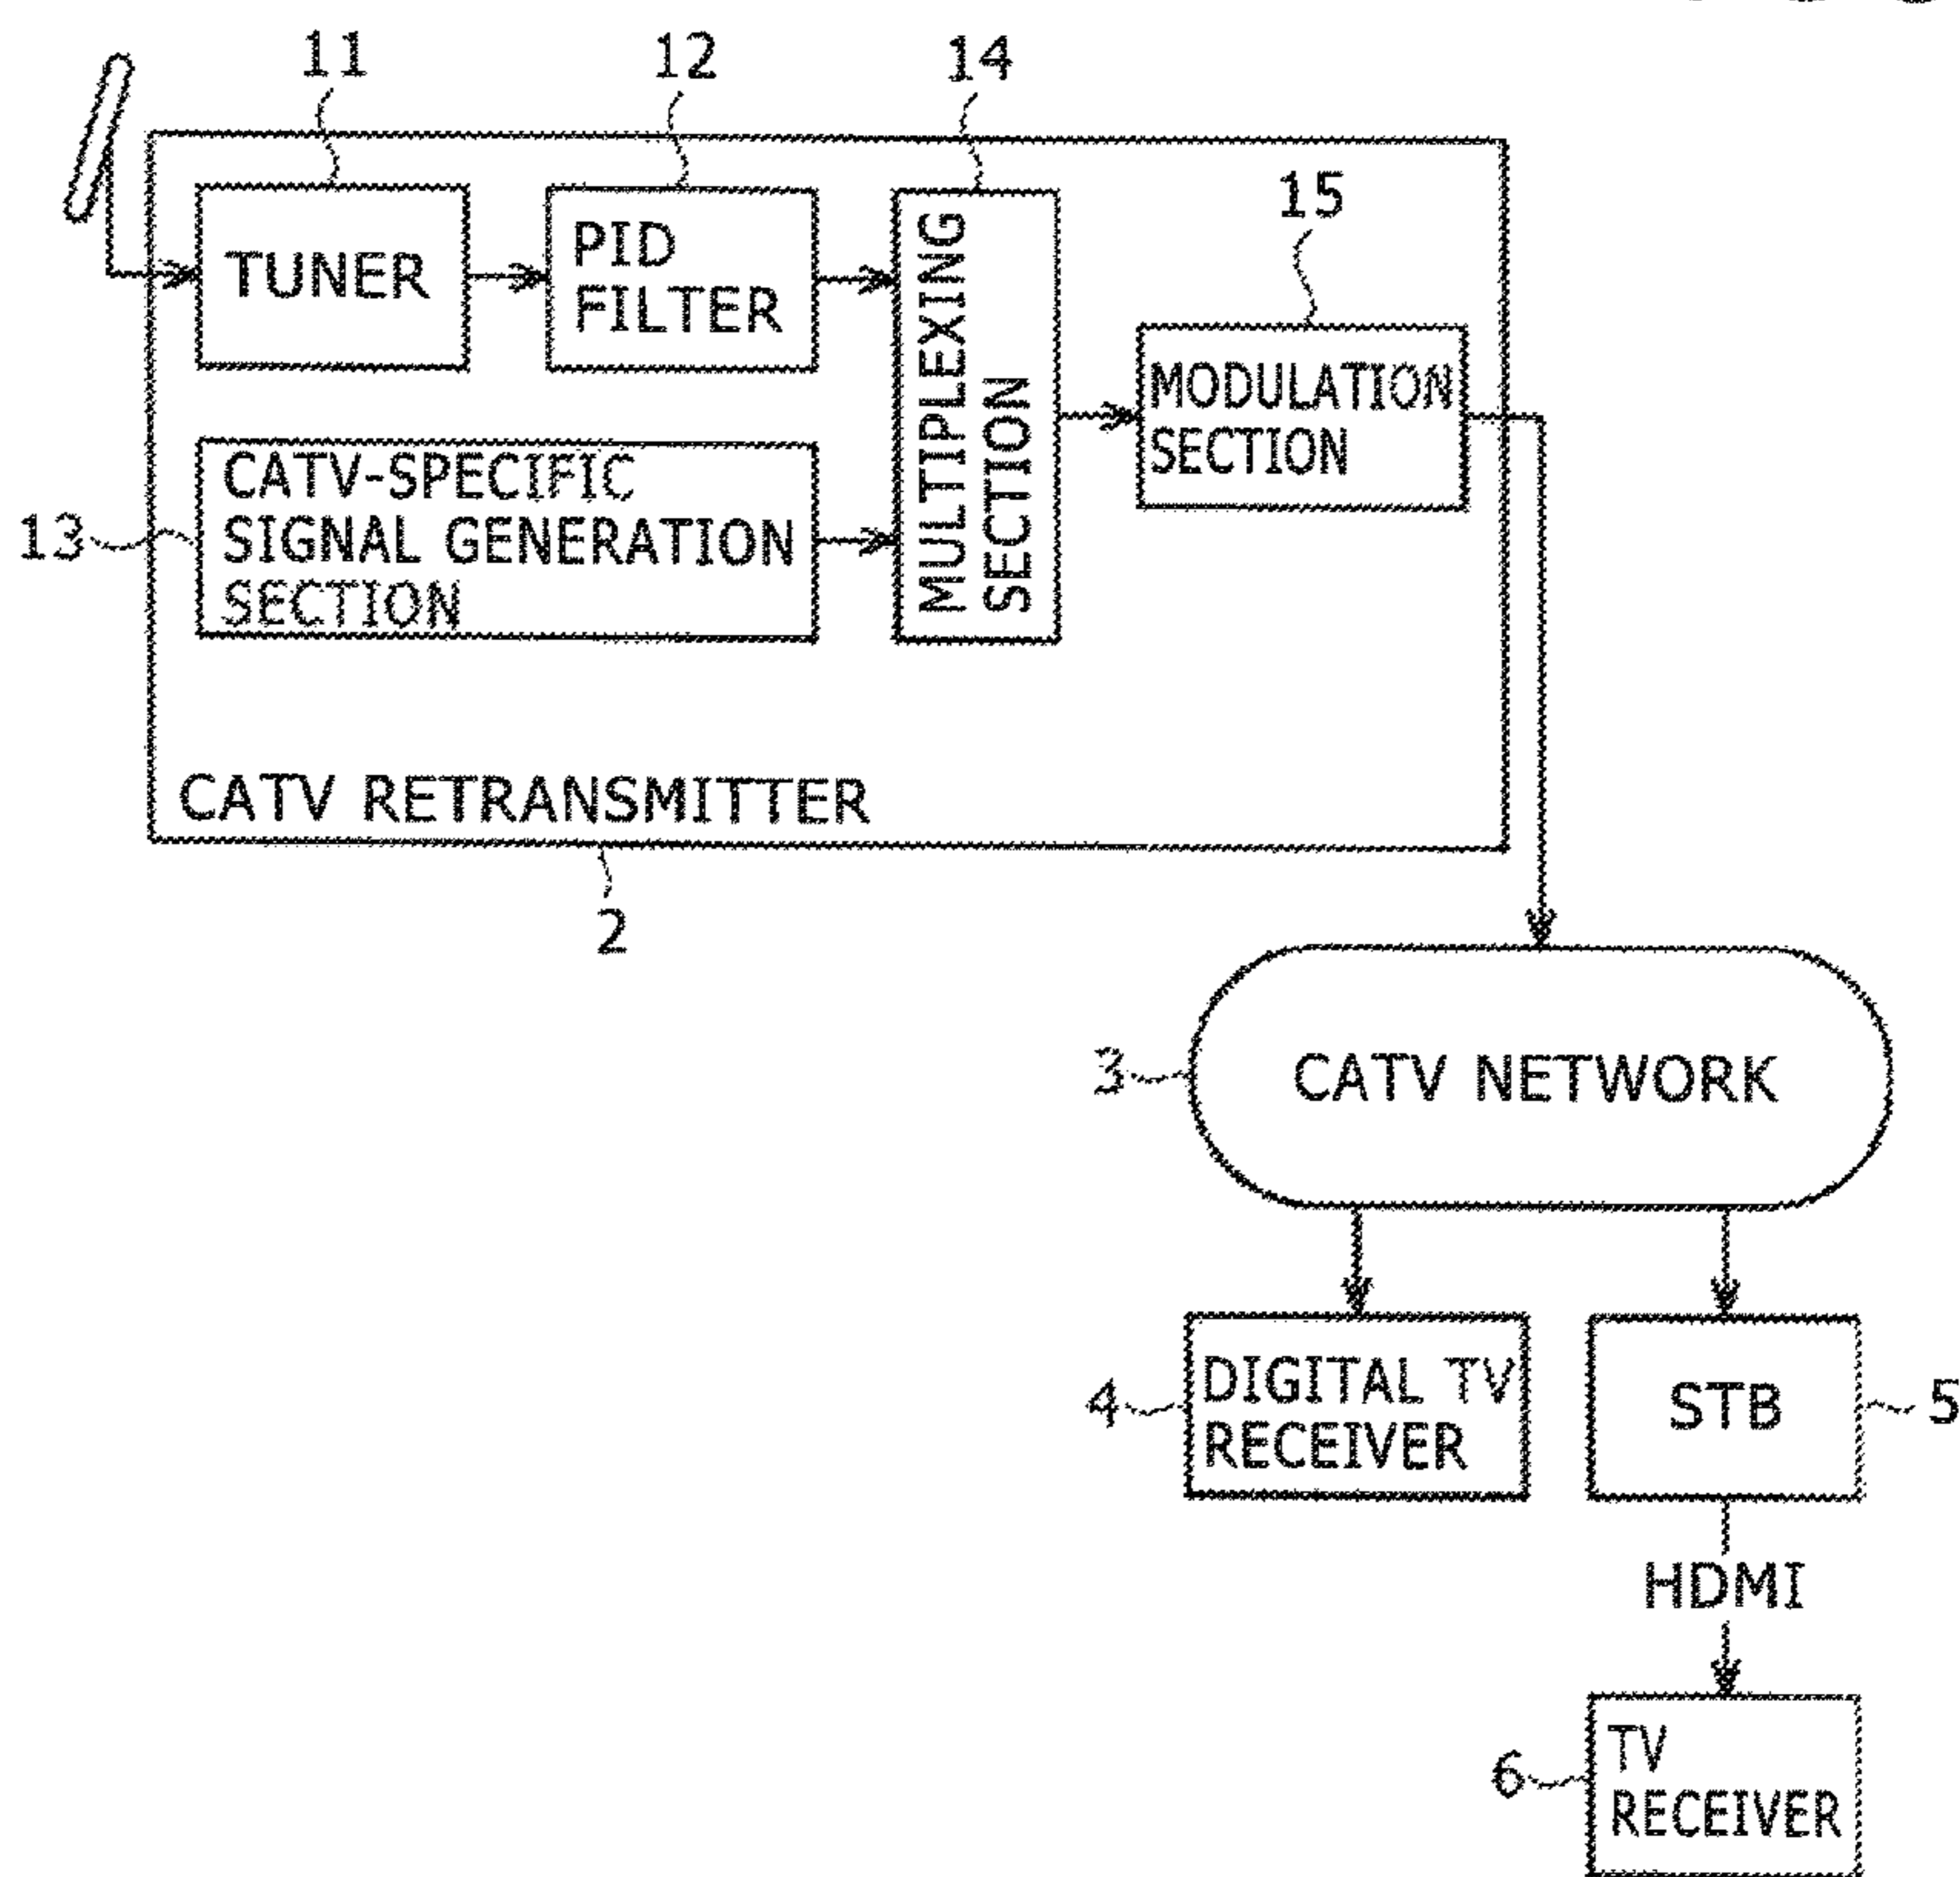 11
12
14
15
TUNER
PID
FILTER
MULTIPLEXING
SECTION
MODULATION
SECTION
13
CATV-SPECIFIC
SIGNAL GENERATION
SECTION
CATV RETRANSMITTER
2
3
CATV NETWORK
4
DIGITAL TV
RECEIVER
STB
5
HDMI
6
TV
RECEIVER